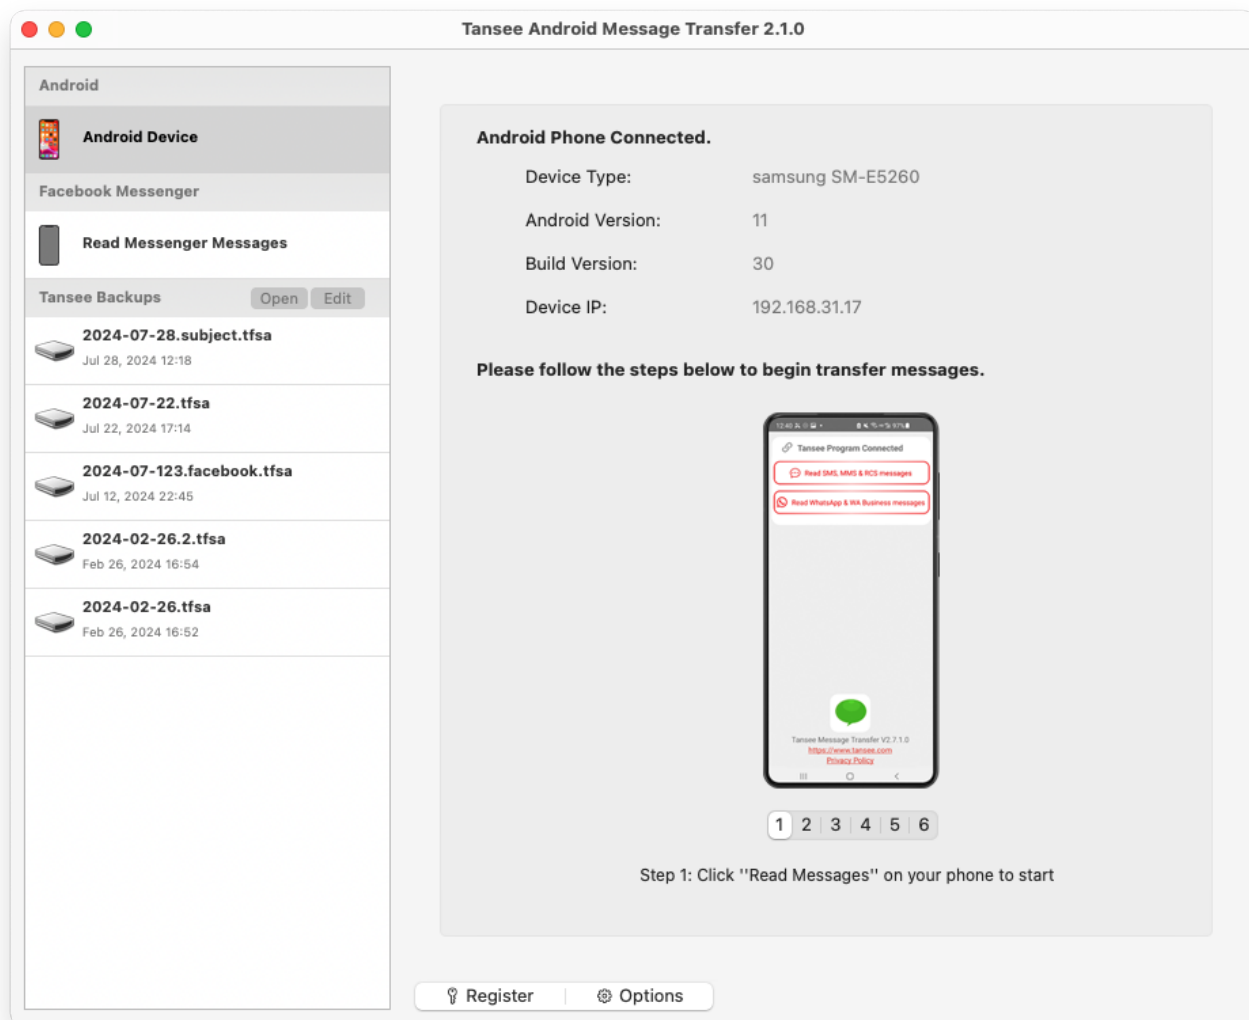 Tansee Android Message Transfer 2.1.0
Android
Android Device
Facebook Messenger
Read Messenger Messages
Tansee Backups Open Edit
2024-07-28.subject.tfsa
Jul 28, 2024 12:18
2024-07-22.tfsa
Jul 22, 2024 17:14
2024-07-123.facebook.tfsa
Jul 12, 2024 22:45
2024-02-26.2.tfsa
Feb 26, 2024 16:54
2024-02-26.tfsa
Feb 26, 2024 16:52
Android Phone Connected.
Device Type: samsung SM-E5260
Android Version: 11
Build Version: 30
Device IP: 192.168.31.17
Please follow the steps below to begin transfer messages.
12:40 97%
Tansee Program Connected
Read SMS, MMS & RCS messages
Read WhatsApp & WA Business messages
Tansee Message Transfer V2.7.1.0
https://www.tansee.com
Privacy Policy
1 2 3 4 5 6
Step 1: Click ''Read Messages'' on your phone to start
Register Options